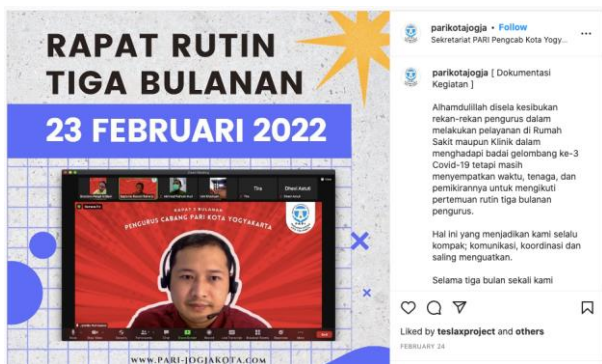 RAPAT RUTIN
TIGA BULANAN
23 FEBRUARI 2022
Tira
Dhewi Astuti
RAPAT 3 BULANAN
PENGURUS CABANG PARI KOTA YOGYAKARTA
WWW.PARI-JOGJAKOTA.COM
parikotajogja • Follow
Sekretariat PARI Pengcab Kota Yogy...
parikotajogja [ Dokumentasi
Kegiatan ]
Alhamdulillah disela kesibukan
rekan-rekan pengurus dalam
melakukan pelayanan di Rumah
Sakit maupun Klinik dalam
menghadapi badai gelombang ke-3
Covid-19 tetapi masih
menyempatkan waktu, tenaga, dan
pemikirannya untuk mengikuti
pertemuan rutin tiga bulanan
pengurus.
Hal ini yang menjadikan kami selalu
kompak; komunikasi, koordinasi dan
saling menguatkan.
Selama tiga bulan sekali kami
Liked by teslaxproject and others
FEBRUARY 24